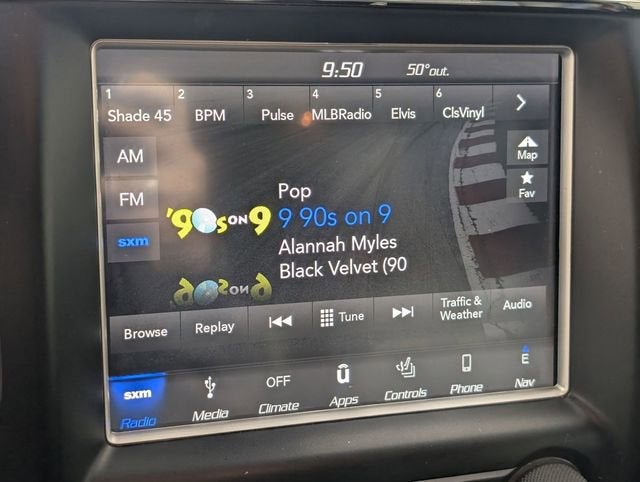 9:50 50°out.
1 2 3 4 5 6
Shade 45 BPM Pulse MLBRadio Elvis ClsVinyl
AM
FM
sxm
Map
Fav
'90s ON 9
Pop
9 90s on 9
Alannah Myles
Black Velvet (90
Browse Replay Tune Traffic & Weather Audio
sxm OFF E
Radio Media Climate Apps Controls Phone Nav